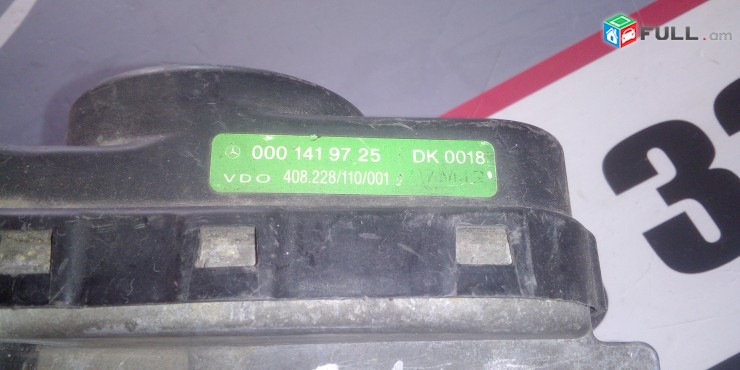 FULL.am
000 141 97 25 DK 0018
VDO 408.228/110/001